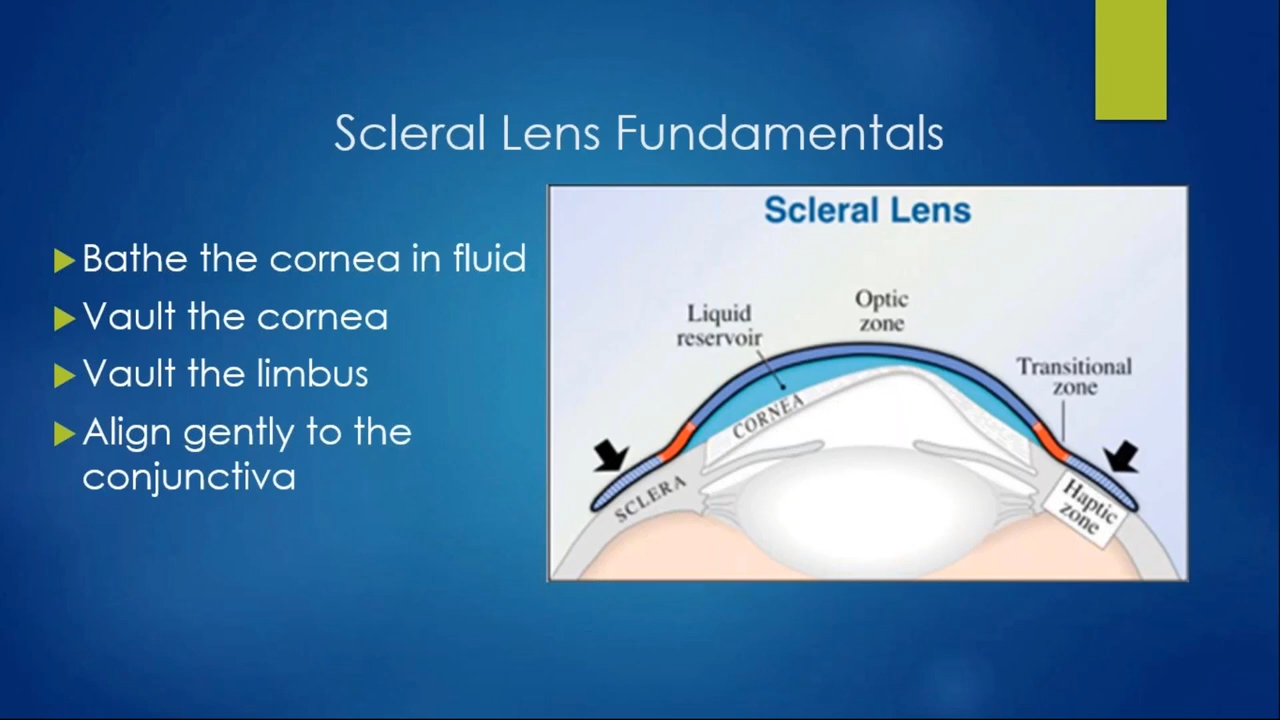 Scleral Lens Fundamentals
Bathe the cornea in fluid
Vault the cornea
Vault the limbus
Align gently to the
conjunctiva
Scleral Lens
Optic
zone
Liquid
reservoir
Transitional
zone
CORNEA
SCLERA
Haptic
zone